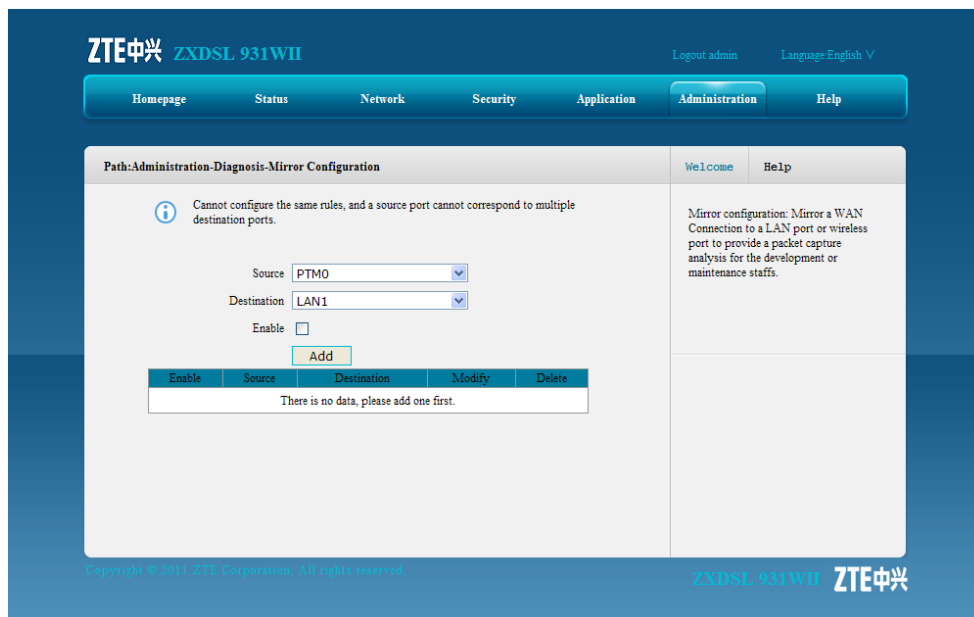 ZTE中兴 ZXDSL 931WII
Logout admin Language:English
Homepage Status Network Security Application Administration Help
Path:Administration-Diagnosis-Mirror Configuration
Welcome Help
Cannot configure the same rules, and a source port cannot correspond to multiple
destination ports.
Source PTM0
Destination LAN1
Enable
Add
Enable Source Destination Modify Delete
There is no data, please add one first.
Mirror configuration: Mirror a WAN
Connection to a LAN port or wireless
port to provide a packet capture
analysis for the development or
maintenance staffs.
Copyright © 2011 ZTE Corporation. All rights reserved.
ZXDSL 931WII ZTE中兴